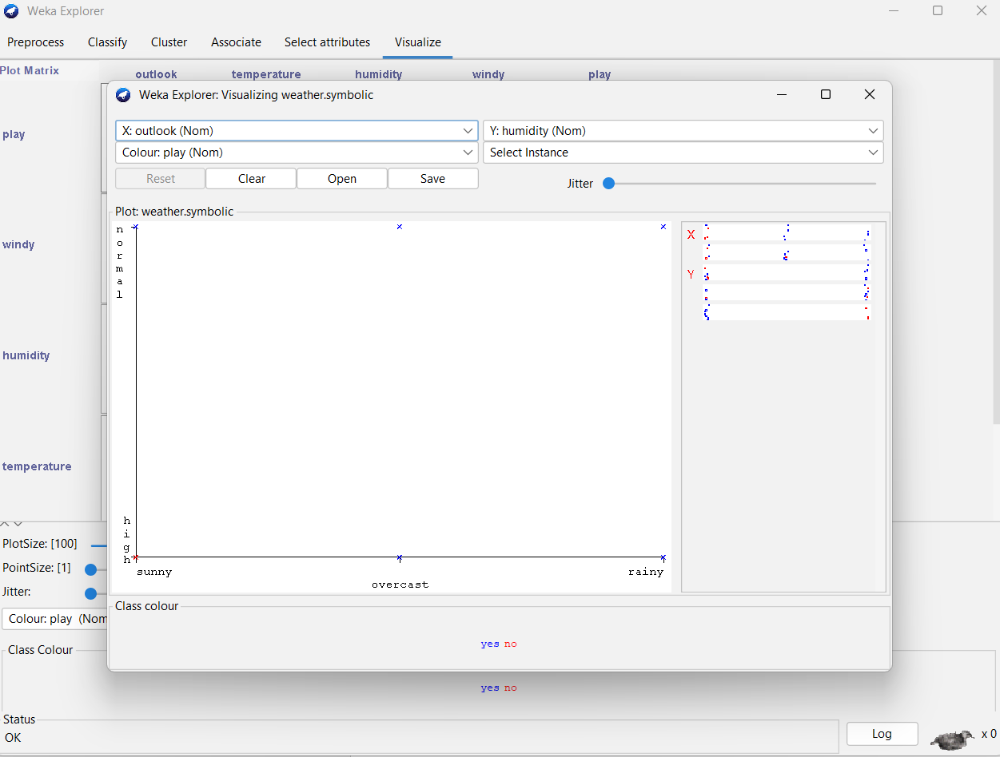 Weka Explorer
Preprocess Classify Cluster Associate Select attributes Visualize
Plot Matrix outlook temperature humidity windy play
Weka Explorer: Visualizing weather.symbolic
X: outlook (Nom) Y: humidity (Nom)
Colour: play (Nom) Select Instance
Reset Clear Open Save Jitter
Plot: weather.symbolic
normal
X
Y
high
sunny rainy
overcast
Class colour
yes no
play
windy
humidity
temperature
PlotSize: [100]
PointSize: [1]
Jitter:
Colour: play (Nom
Class Colour
yes no
Status
OK
Log
x 0